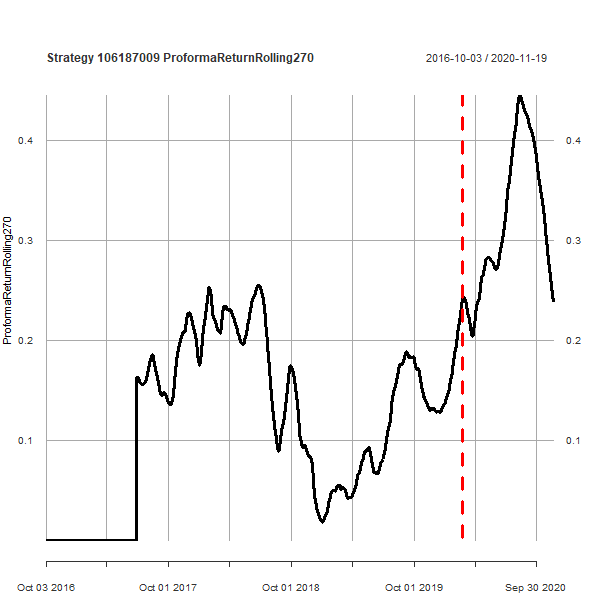 Strategy 106187009 ProformaReturnRolling270
2016-10-03 / 2020-11-19
ProformaReturnRolling270
0.4 0.4
0.3 0.3
0.2 0.2
0.1 0.1
Oct 03 2016 Oct 01 2017 Oct 01 2018 Oct 01 2019 Sep 30 2020